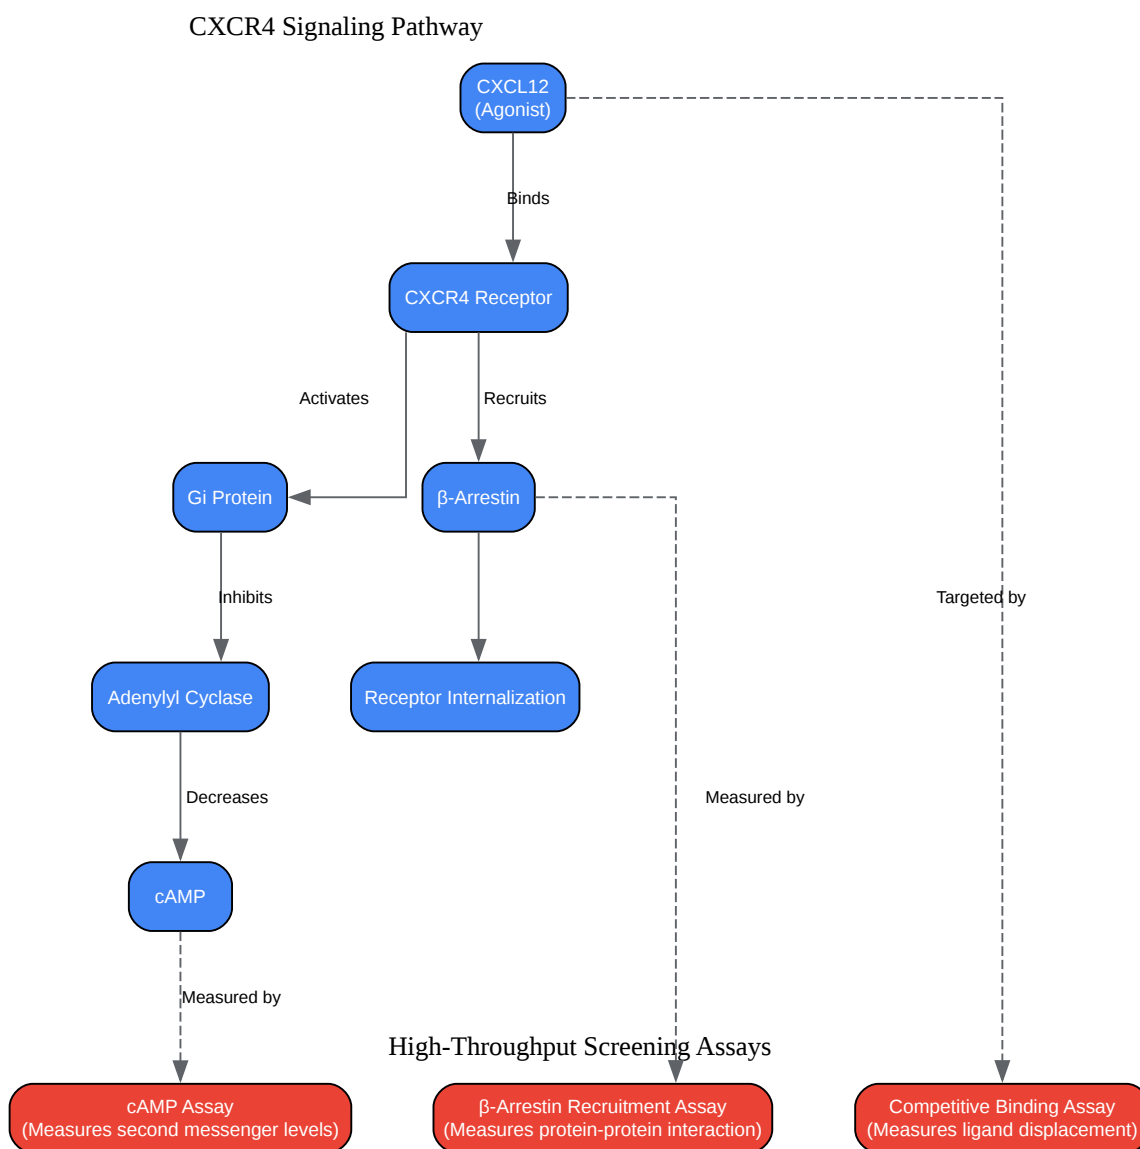 CXCR4 Signaling Pathway
CXCL12
(Agonist)
Binds
CXCR4 Receptor
Activates
Recruits
Gi Protein
β-Arrestin
Inhibits
Targeted by
Adenylyl Cyclase
Receptor Internalization
Decreases
Measured by
cAMP
Measured by
High-Throughput Screening Assays
cAMP Assay
(Measures second messenger levels)
β-Arrestin Recruitment Assay
(Measures protein-protein interaction)
Competitive Binding Assay
(Measures ligand displacement)